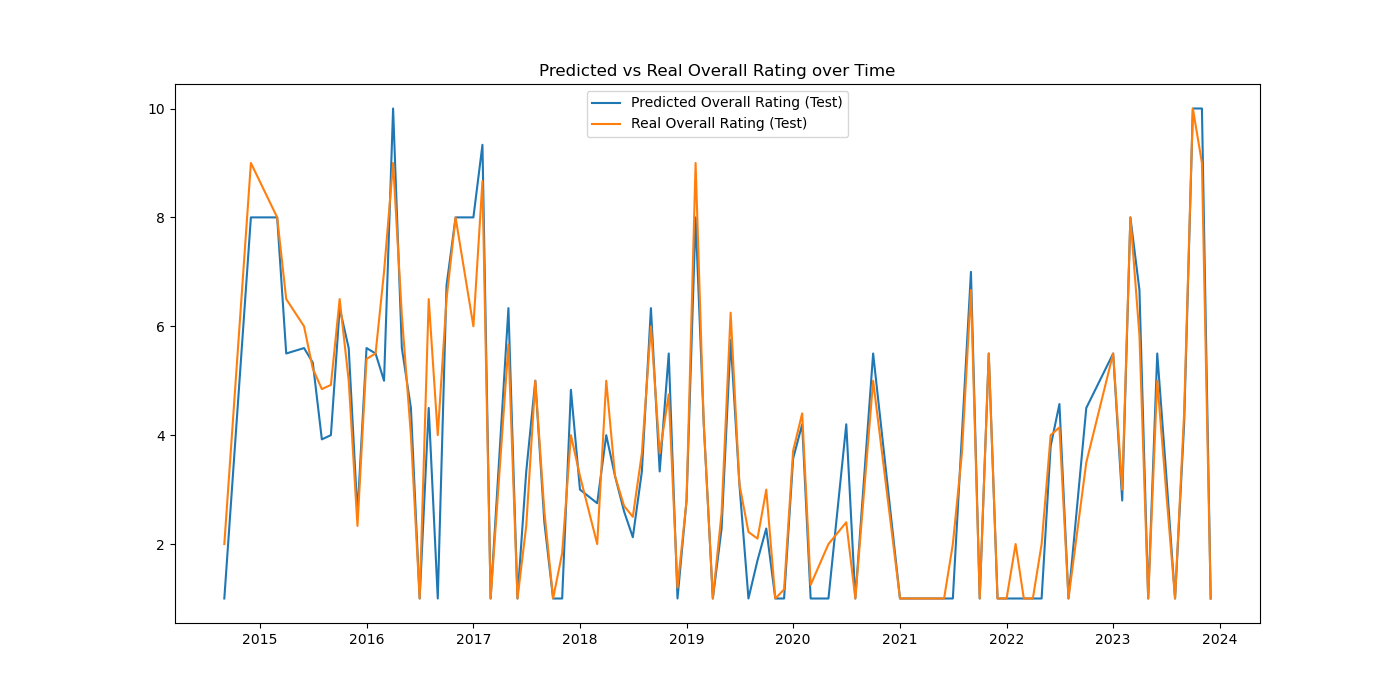 Predicted vs Real Overall Rating over Time
Predicted Overall Rating (Test)
Real Overall Rating (Test)
10
8
6
4
2
2015 2016 2017 2018 2019 2020 2021 2022 2023 2024